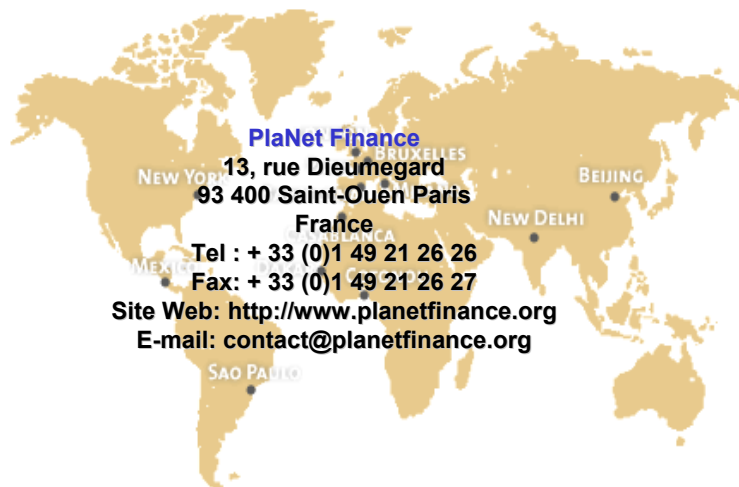 PlaNet Finance
BRUXELLES
13, rue Dieumegard
NEW YORK
BEIJING
93 400 Saint-Ouen Paris
NEW DELHI
France
CASABLANCA
Tel : + 33 (0)1 49 21 26 26
MEXICO
DAKAR
COTONOU
Fax: + 33 (0)1 49 21 26 27
Site Web: http://www.planetfinance.org
E-mail: contact@planetfinance.org
SAO PAULO